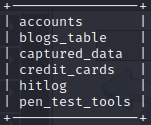 accounts
blogs_table
captured_data
credit_cards
hitlog
pen_test_tools